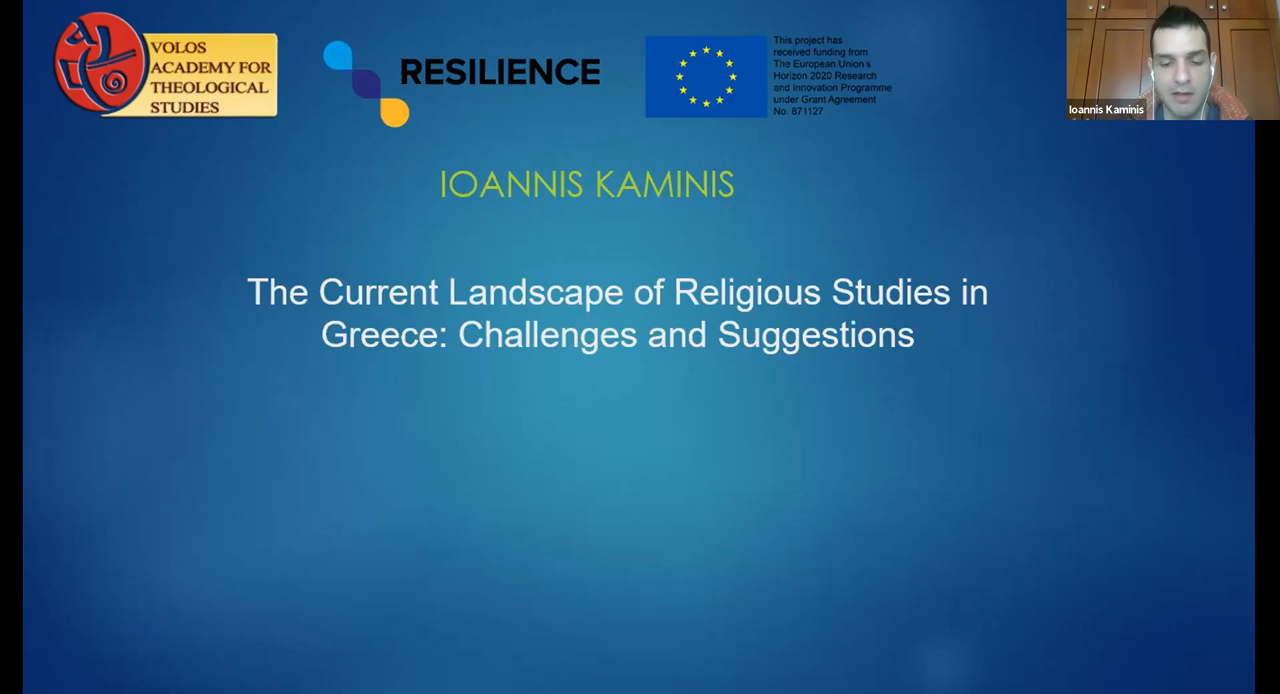 VOLOS
ACADEMY FOR
THEOLOGICAL
STUDIES
RESILIENCE
This project has
received funding from
The European Union's
Horizon 2020 Research
and Innovation Programme
under Grant Agreement
No. 871127
Ioannis Kaminis
IOANNIS KAMINIS
The Current Landscape of Religious Studies in
Greece: Challenges and Suggestions